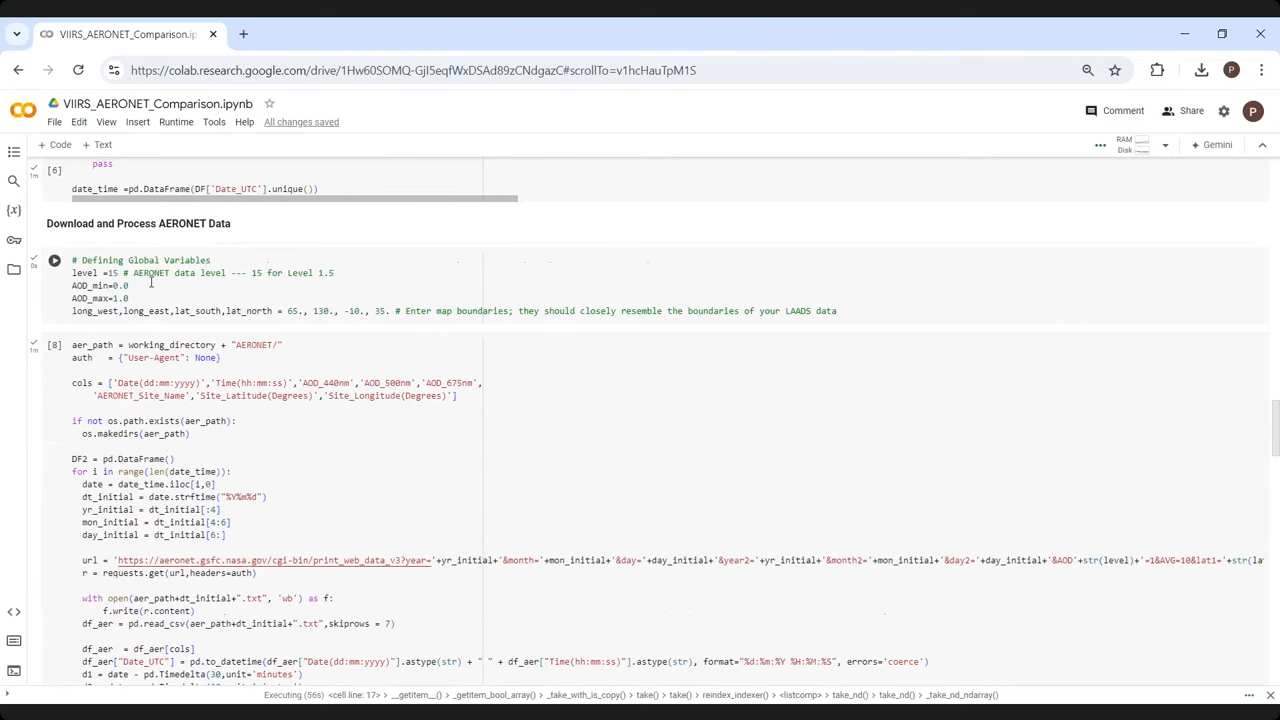 VIIRS_AERONET_Comparison.ip
https://colab.research.google.com/drive/1Hw60SOMQ-GjI5eqfWxDSAd89zCNdgazC#scrollTo=v1hcHauTpM1S
P
VIIRS_AERONET_Comparison.ipynb
Comment
Share
P
File Edit View Insert Runtime Tools Help All changes saved
+ Code + Text
RAM
Disk
Gemini
[6]
1m
pass
date_time =pd.DataFrame(DF['Date_UTC'].unique())
Download and Process AERONET Data
0s
# Defining Global Variables
level =15 # AERONET data level --- 15 for Level 1.5
AOD_min=0.0
AOD_max=1.0
long_west,long_east,lat_south,lat_north = 65., 130., -10., 35. # Enter map boundaries; they should closely resemble the boundaries of your LAADS data
[8]
1m
aer_path = working_directory + "AERONET/"
auth   = {"User-Agent": None}
cols = ['Date(dd:mm:yyyy)','Time(hh:mm:ss)','AOD_440nm','AOD_500nm','AOD_675nm',
'AERONET_Site_Name','Site_Latitude(Degrees)','Site_Longitude(Degrees)']
if not os.path.exists(aer_path):
os.makedirs(aer_path)
DF2 = pd.DataFrame()
for i in range(len(date_time)):
date = date_time.iloc[i,0]
dt_initial = date.strftime("%Y%m%d")
yr_initial = dt_initial[:4]
mon_initial = dt_initial[4:6]
day_initial = dt_initial[6:]
url = 'https://aeronet.gsfc.nasa.gov/cgi-bin/print_web_data_v3?year='+yr_initial+'&month='+mon_initial+'&day='+day_initial+'&year2='+yr_initial+'&month2='+mon_initial+'&day2='+day_initial+'&AOD'+str(level)+'=1&AVG=10&lat1='+str(lat
r = requests.get(url,headers=auth)
with open(aer_path+dt_initial+".txt", 'wb') as f:
f.write(r.content)
df_aer = pd.read_csv(aer_path+dt_initial+".txt",skiprows = 7)
df_aer  = df_aer[cols]
df_aer["Date_UTC"] = pd.to_datetime(df_aer["Date(dd:mm:yyyy)"].astype(str) + " " + df_aer["Time(hh:mm:ss)"].astype(str), format="%d:%m:%Y %H:%M:%S", errors='coerce')
d1 = date - pd.Timedelta(30,unit='minutes')
Executing (56s) <cell line: 17> > __getitem__() > _getitem_bool_array() > _take_with_is_copy() > take() > take() > reindex_indexer() > <listcomp> > take_nd() > take_nd() > _take_nd_ndarray()